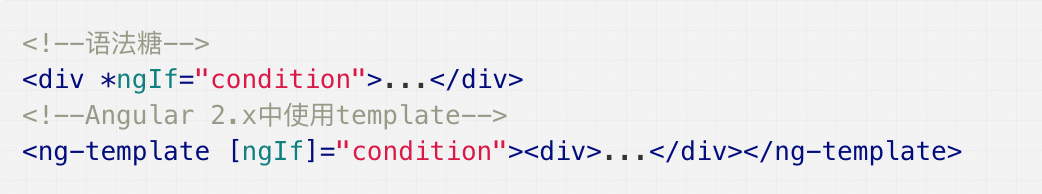 <!--语法糖-->
<div *ngIf="condition">...</div>
<!--Angular 2.x中使用template-->
<ng-template [ngIf]="condition"><div>...</div></ng-template>